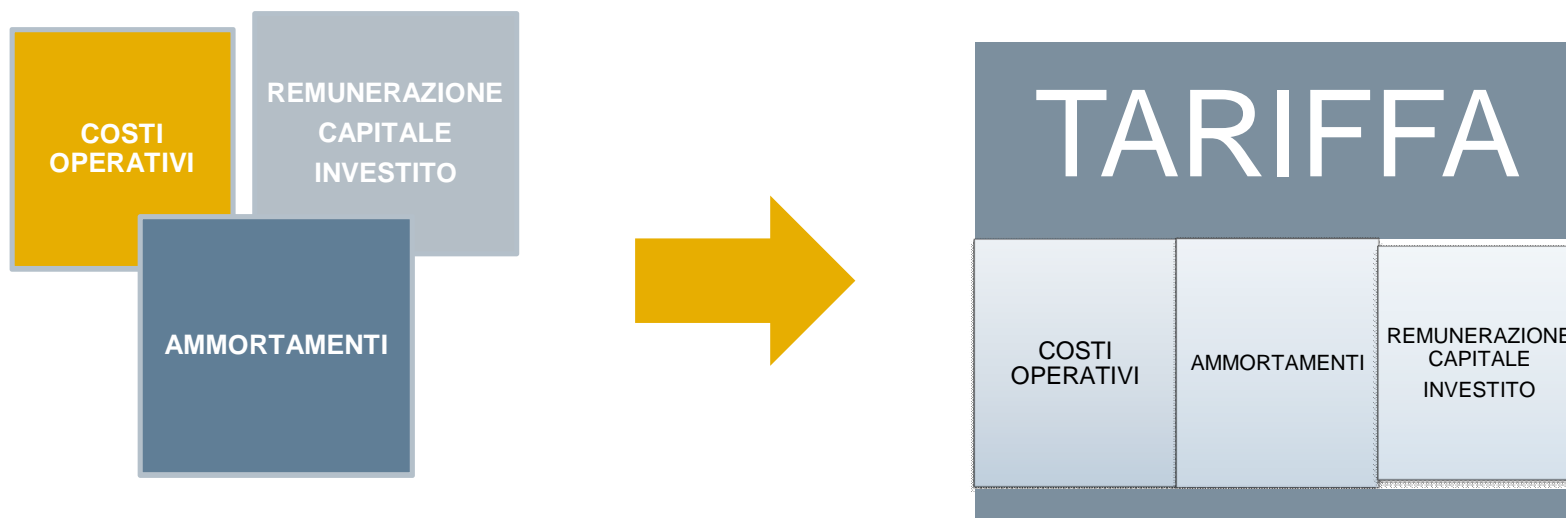 COSTI
OPERATIVI
REMUNERAZIONE
CAPITALE
INVESTITO
AMMORTAMENTI
TARIFFA
COSTI
OPERATIVI
AMMORTAMENTI
REMUNERAZIONE
CAPITALE
INVESTITO